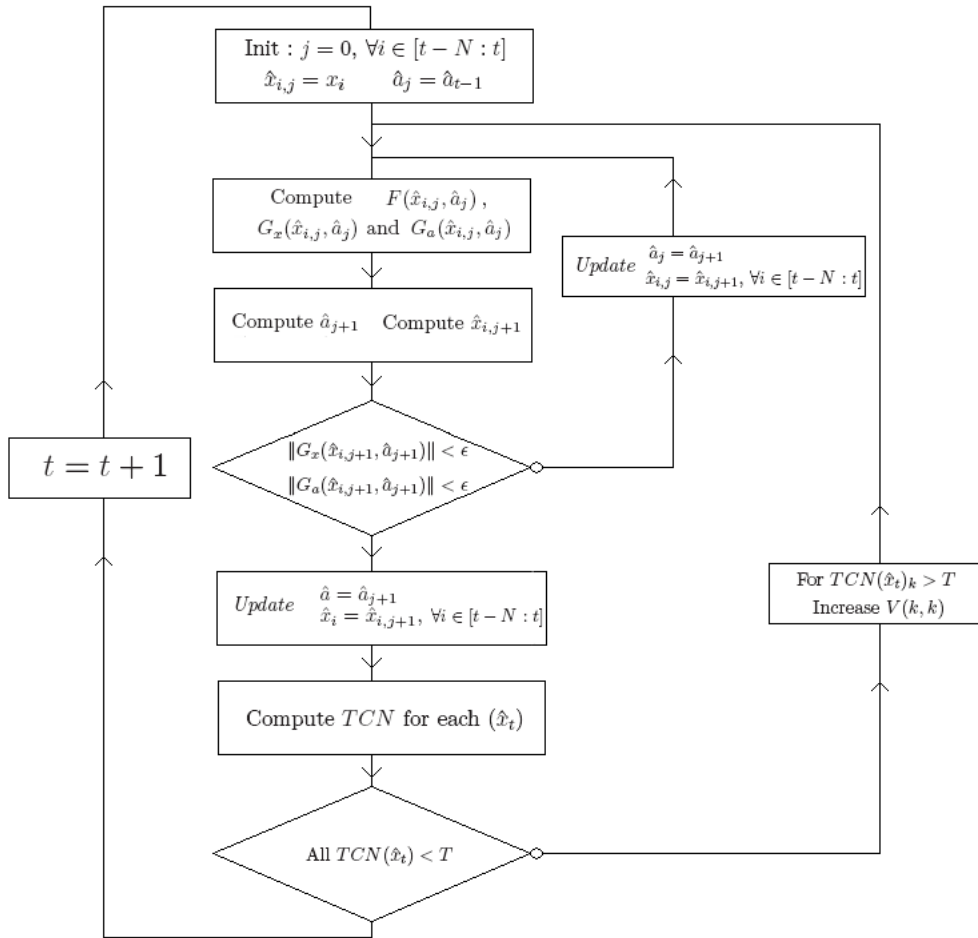 Init : j = 0, ∀i ∈ [t − N : t]
x̂_{i,j} = x_i    â_j = â_{t−1}
Compute F(x̂_{i,j}, â_j) ,
G_x(x̂_{i,j}, â_j) and G_a(x̂_{i,j}, â_j)
Update â_j = â_{j+1}
x̂_{i,j} = x̂_{i,j+1}, ∀i ∈ [t − N : t]
Compute â_{j+1}    Compute x̂_{i,j+1}
‖G_x(x̂_{i,j+1}, â_{j+1})‖ < ϵ
‖G_a(x̂_{i,j+1}, â_{j+1})‖ < ϵ
t = t + 1
Update â = â_{j+1}
x̂_i = x̂_{i,j+1}, ∀i ∈ [t − N : t]
For TCN(x̂_t)_k > T
Increase V(k, k)
Compute TCN for each (x̂_t)
All TCN(x̂_t) < T